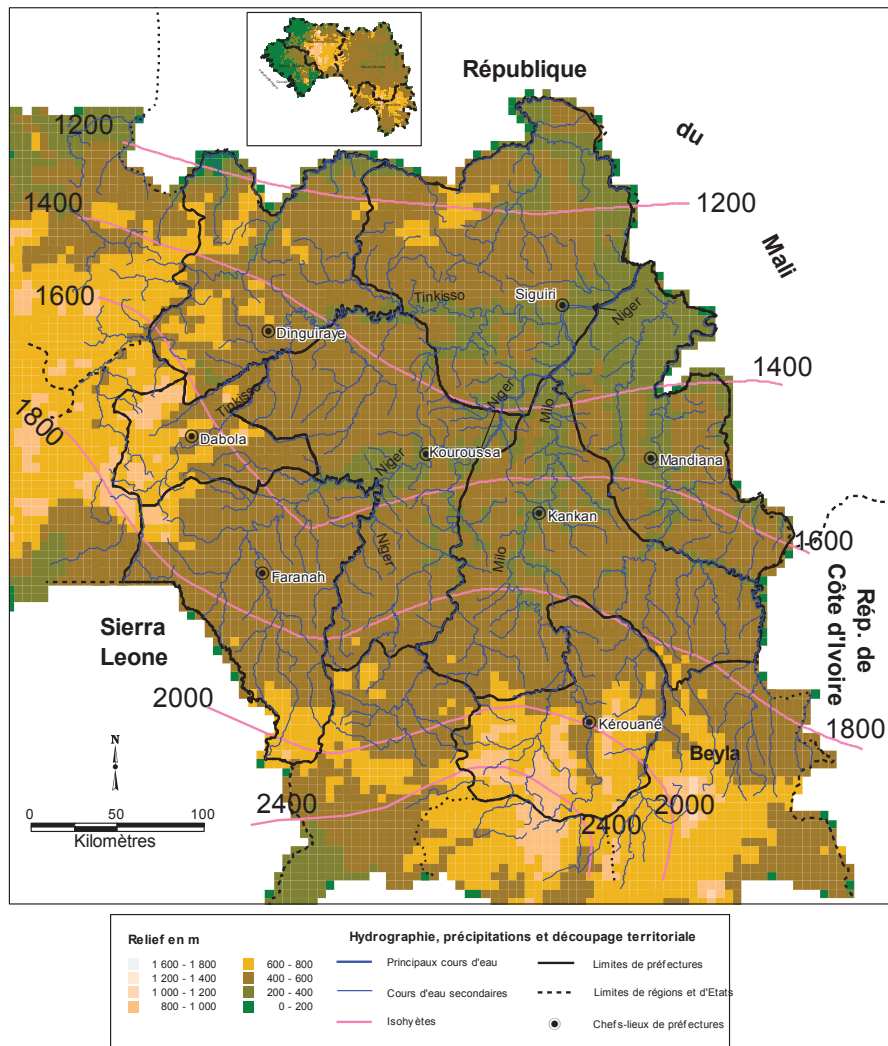 République
du
Mali
1200
1400
1600
1800
1200
1400
1600
1800
Tinkisso
Siguiri
Niger
Dinguiraye
Tinkisso
Niger
Milo
Dabola
Niger
Kouroussa
Mandiana
Kankan
Niger
Milo
Faranah
Sierra
Leone
Rép. de
Côte d'Ivoire
2000
Kérouané
Beyla
2000
2400
2400
N
0 50 100
Kilomètres
Relief en m
1 600 - 1 800
1 200 - 1 400
1 000 - 1 200
800 - 1 000
600 - 800
400 - 600
200 - 400
0 - 200
Hydrographie, précipitations et découpage territoriale
Principaux cours d'eau
Cours d'eau secondaires
Isohyètes
Limites de préfectures
Limites de régions et d'Etats
Chefs-lieux de préfectures